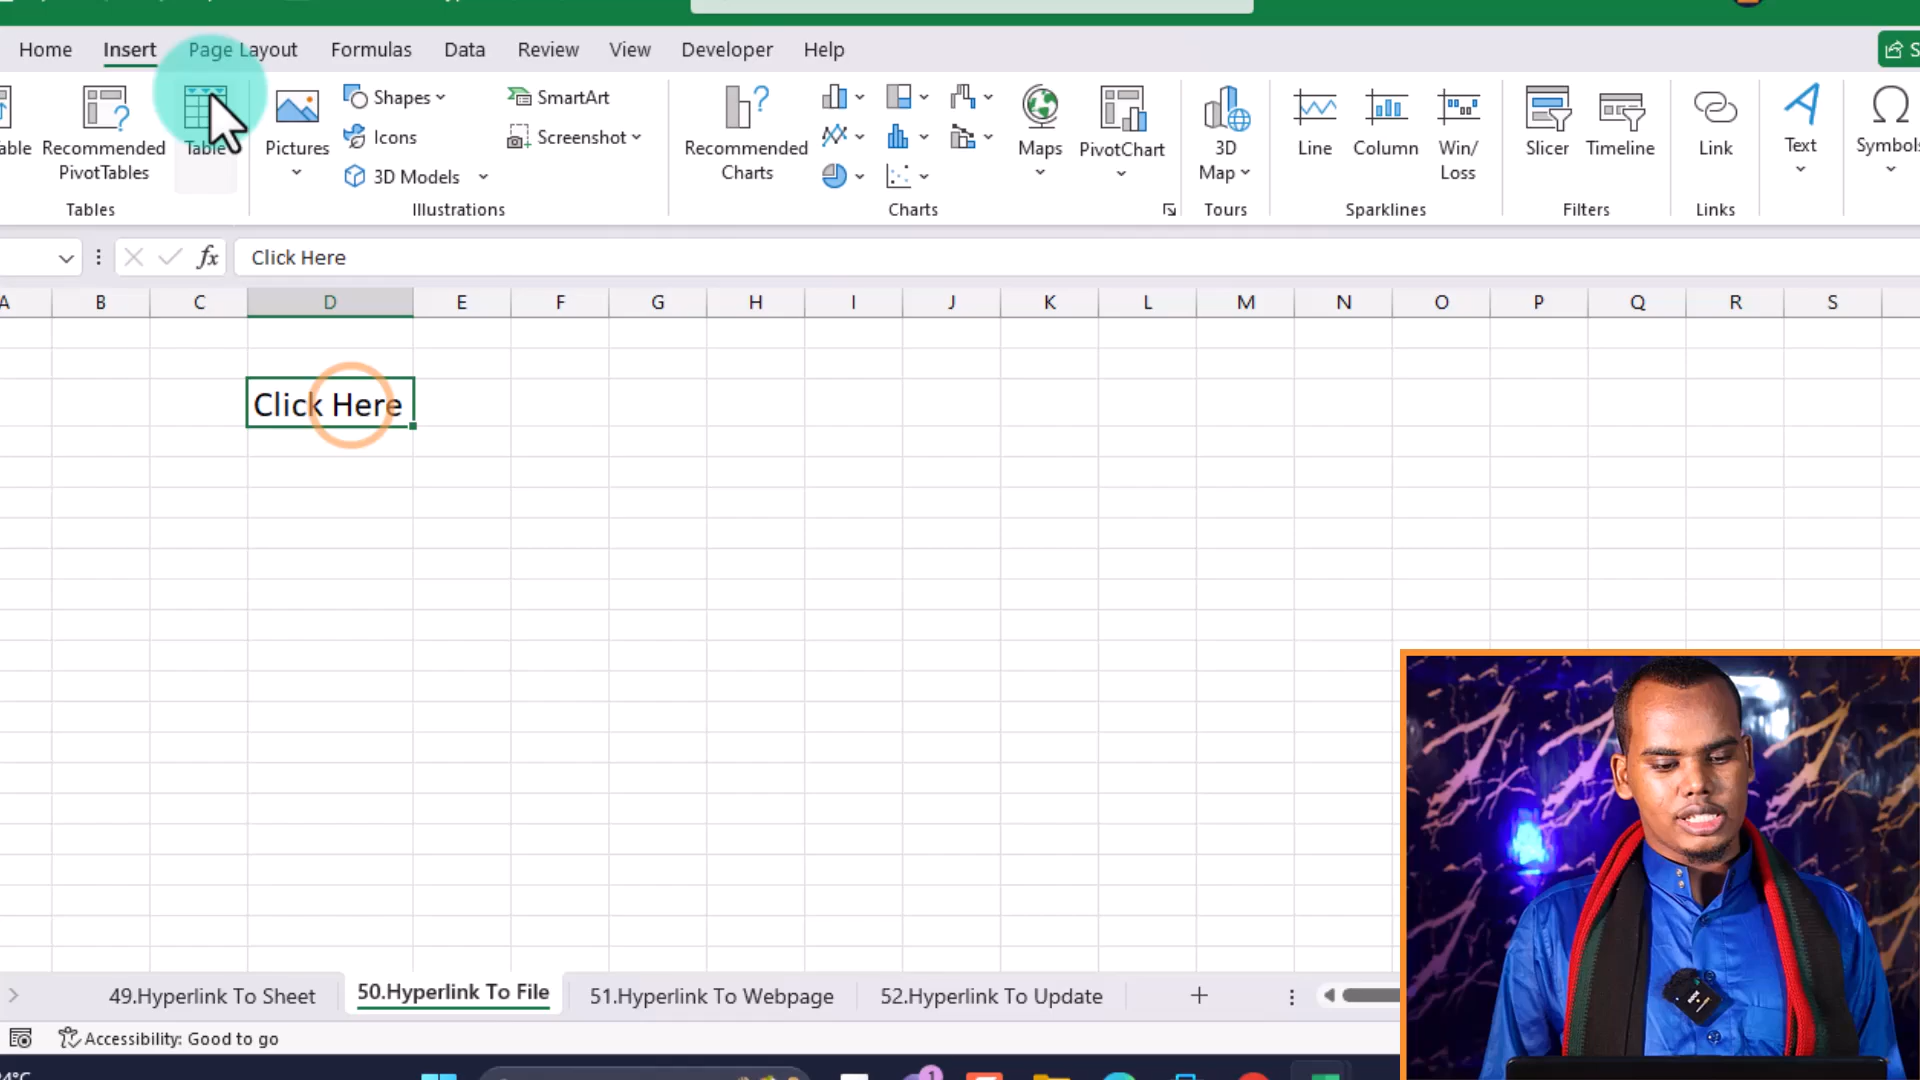 Home Insert Page Layout Formulas Data Review View Developer Help
Recommended PivotTables
Table
Pictures
Shapes
Icons
3D Models
SmartArt
Screenshot
Recommended Charts
Maps
PivotChart
3D Map
Line
Column
Win/ Loss
Slicer
Timeline
Link
Text
Symbols
Tables Illustrations Charts Tours Sparklines Filters Links
fx Click Here
A B C D E F G H I J K L M N O P Q R S
Click Here
49.Hyperlink To Sheet 50.Hyperlink To File 51.Hyperlink To Webpage 52.Hyperlink To Update
Accessibility: Good to go
1